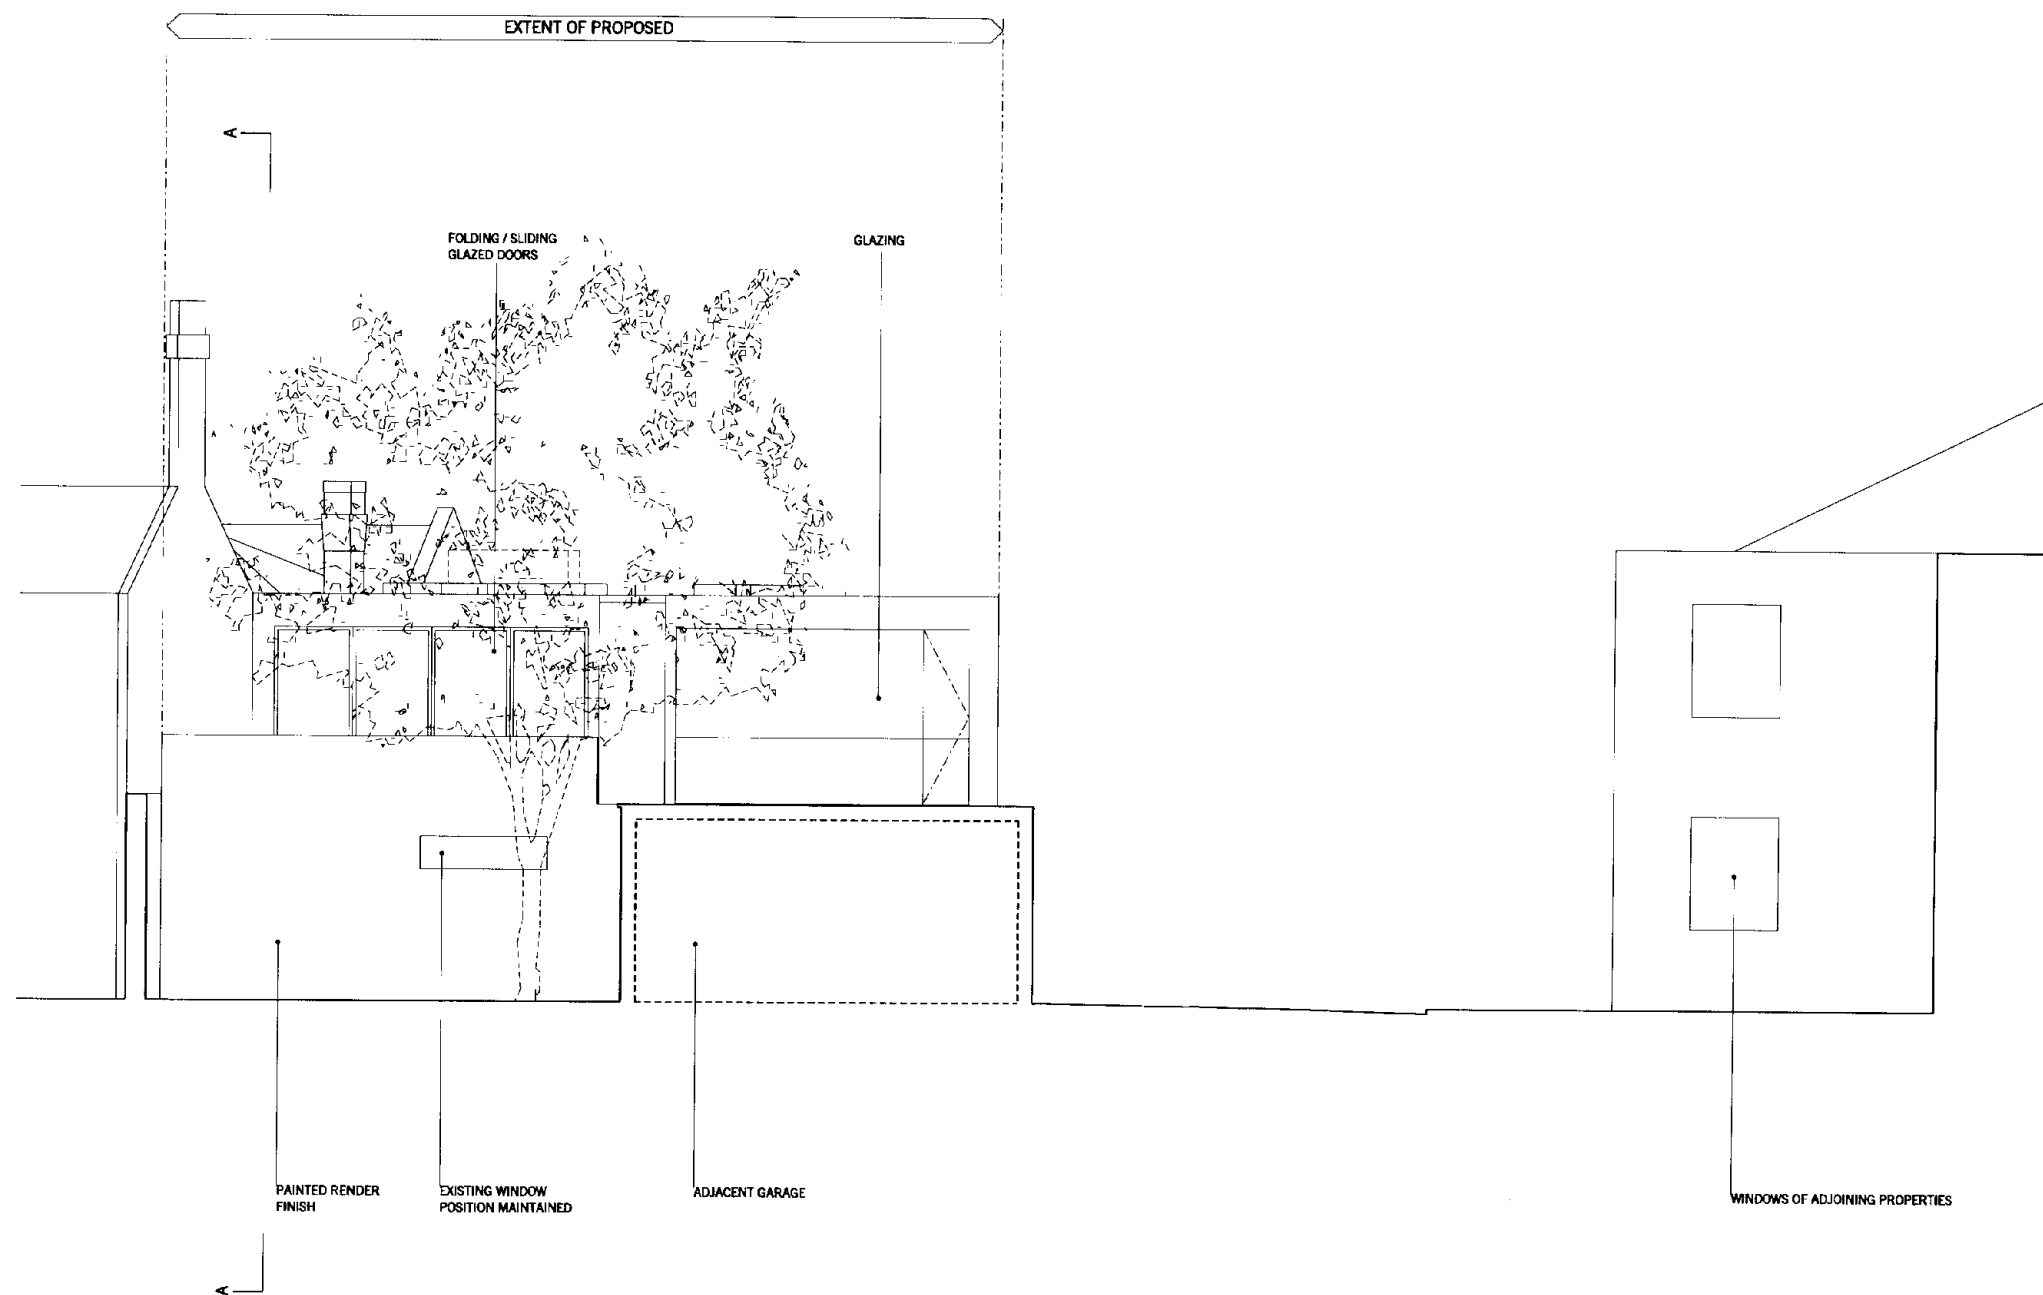 EXTENT OF PROPOSED
A
FOLDING / SLIDING
GLAZED DOORS
GLAZING
PAINTED RENDER
FINISH
EXISTING WINDOW
POSITION MAINTAINED
ADJACENT GARAGE
WINDOWS OF ADJOINING PROPERTIES
A